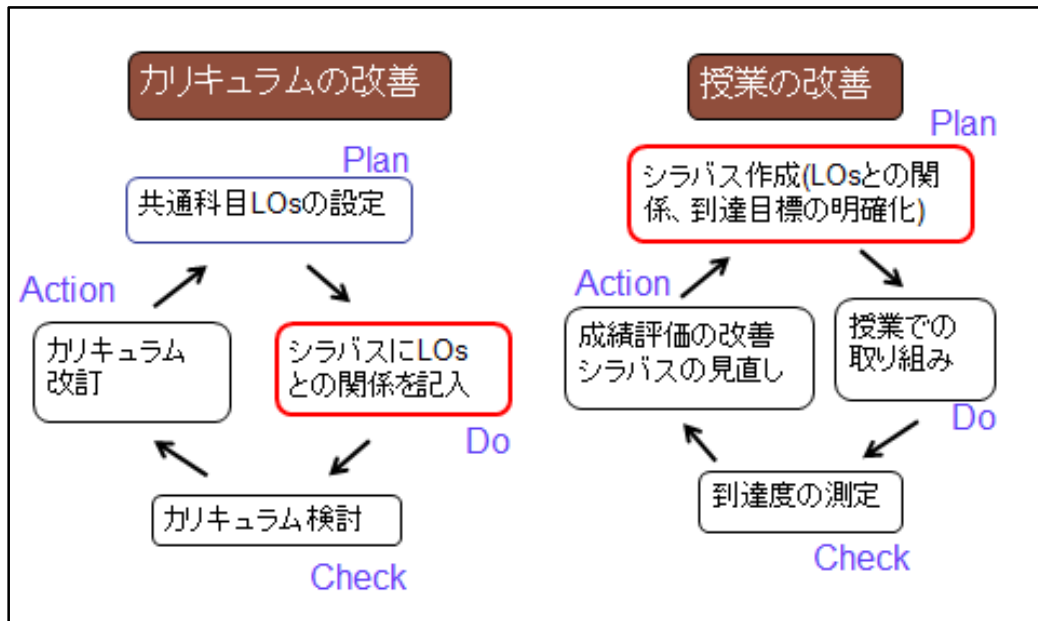 カリキュラムの改善
Plan
共通科目LOsの設定
Action
カリキュラム
改訂
シラバスにLOs
との関係を記入
Do
カリキュラム検討
Check
授業の改善
Plan
シラバス作成(LOsとの関
係、到達目標の明確化)
Action
成績評価の改善
シラバスの見直し
授業での
取り組み
Do
到達度の測定
Check